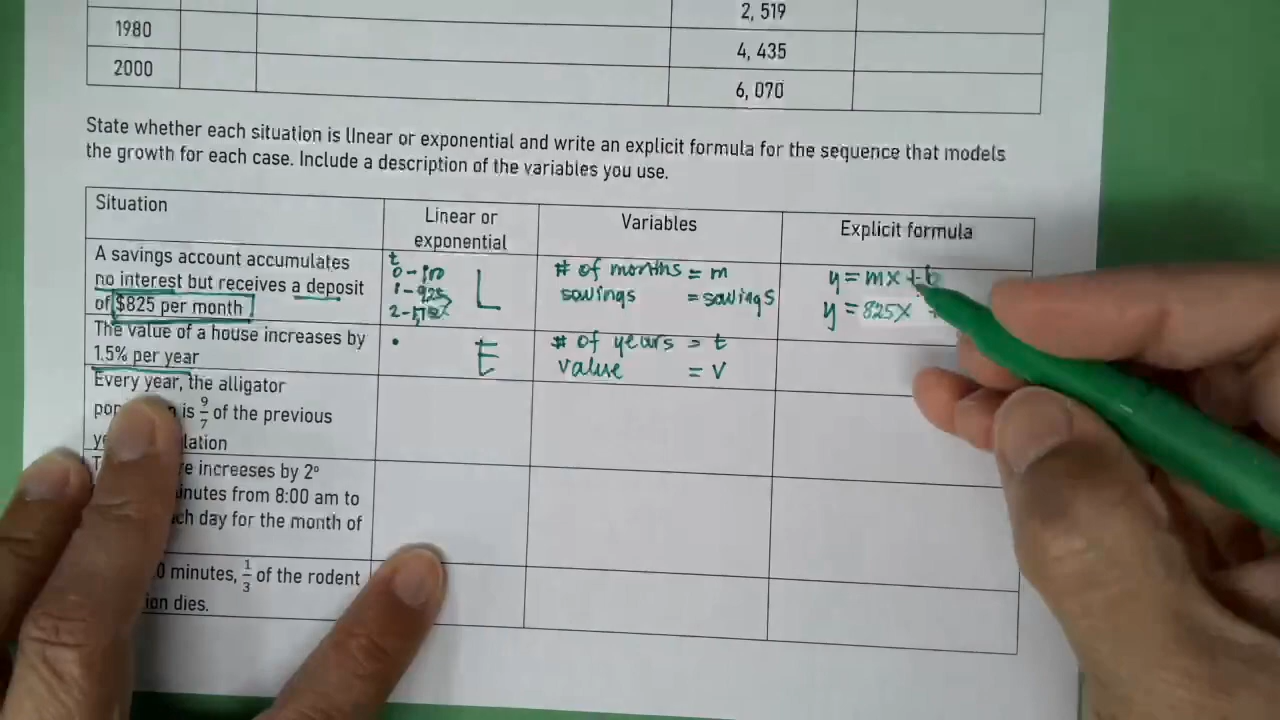 2, 519
1980
4, 435
2000
6, 070
State whether each situation is lInear or exponential and write an explicit formula for the sequence that models
the growth for each case. Include a description of the variables you use.
Situation
Linear or
exponential
Variables
Explicit formula
A savings account accumulates
no interest but receives a deposit
of $825 per month
t
L
# of months = m
savings = savings
y = mx + b
y = 825x
The value of a house increases by
1.5% per year
E
# of years = t
value = v
Every year, the alligator
is 9/7 of the previous
increeses by 2°
from 8:00 am to
day for the month of
0 minutes, 1/3 of the rodent
dies.